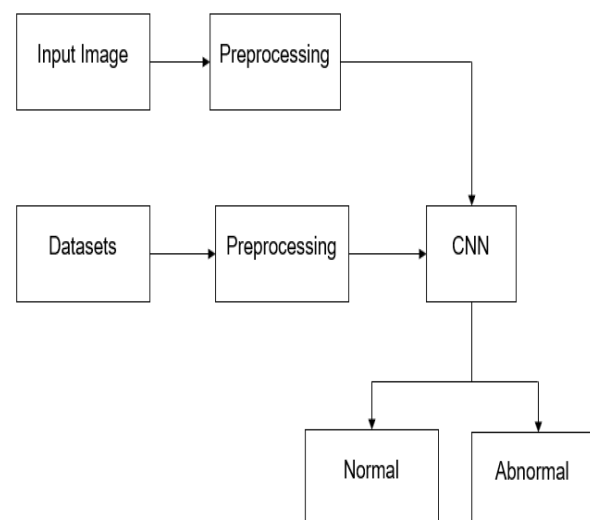 Input Image
Preprocessing
Datasets
Preprocessing
CNN
Normal
Abnormal